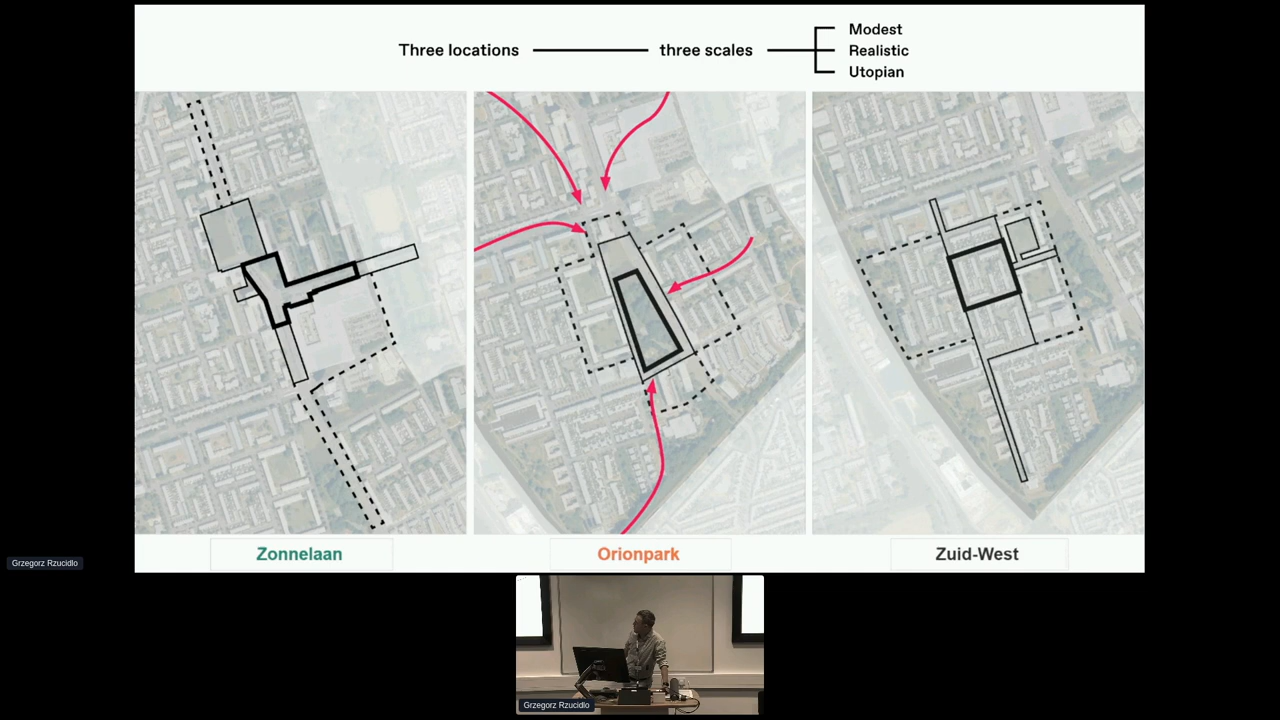 Three locations
three scales
Modest
Realistic
Utopian
Zonnelaan
Orionpark
Zuid-West
Grzegorz Rzucidlo
Grzegorz Rzucidlo